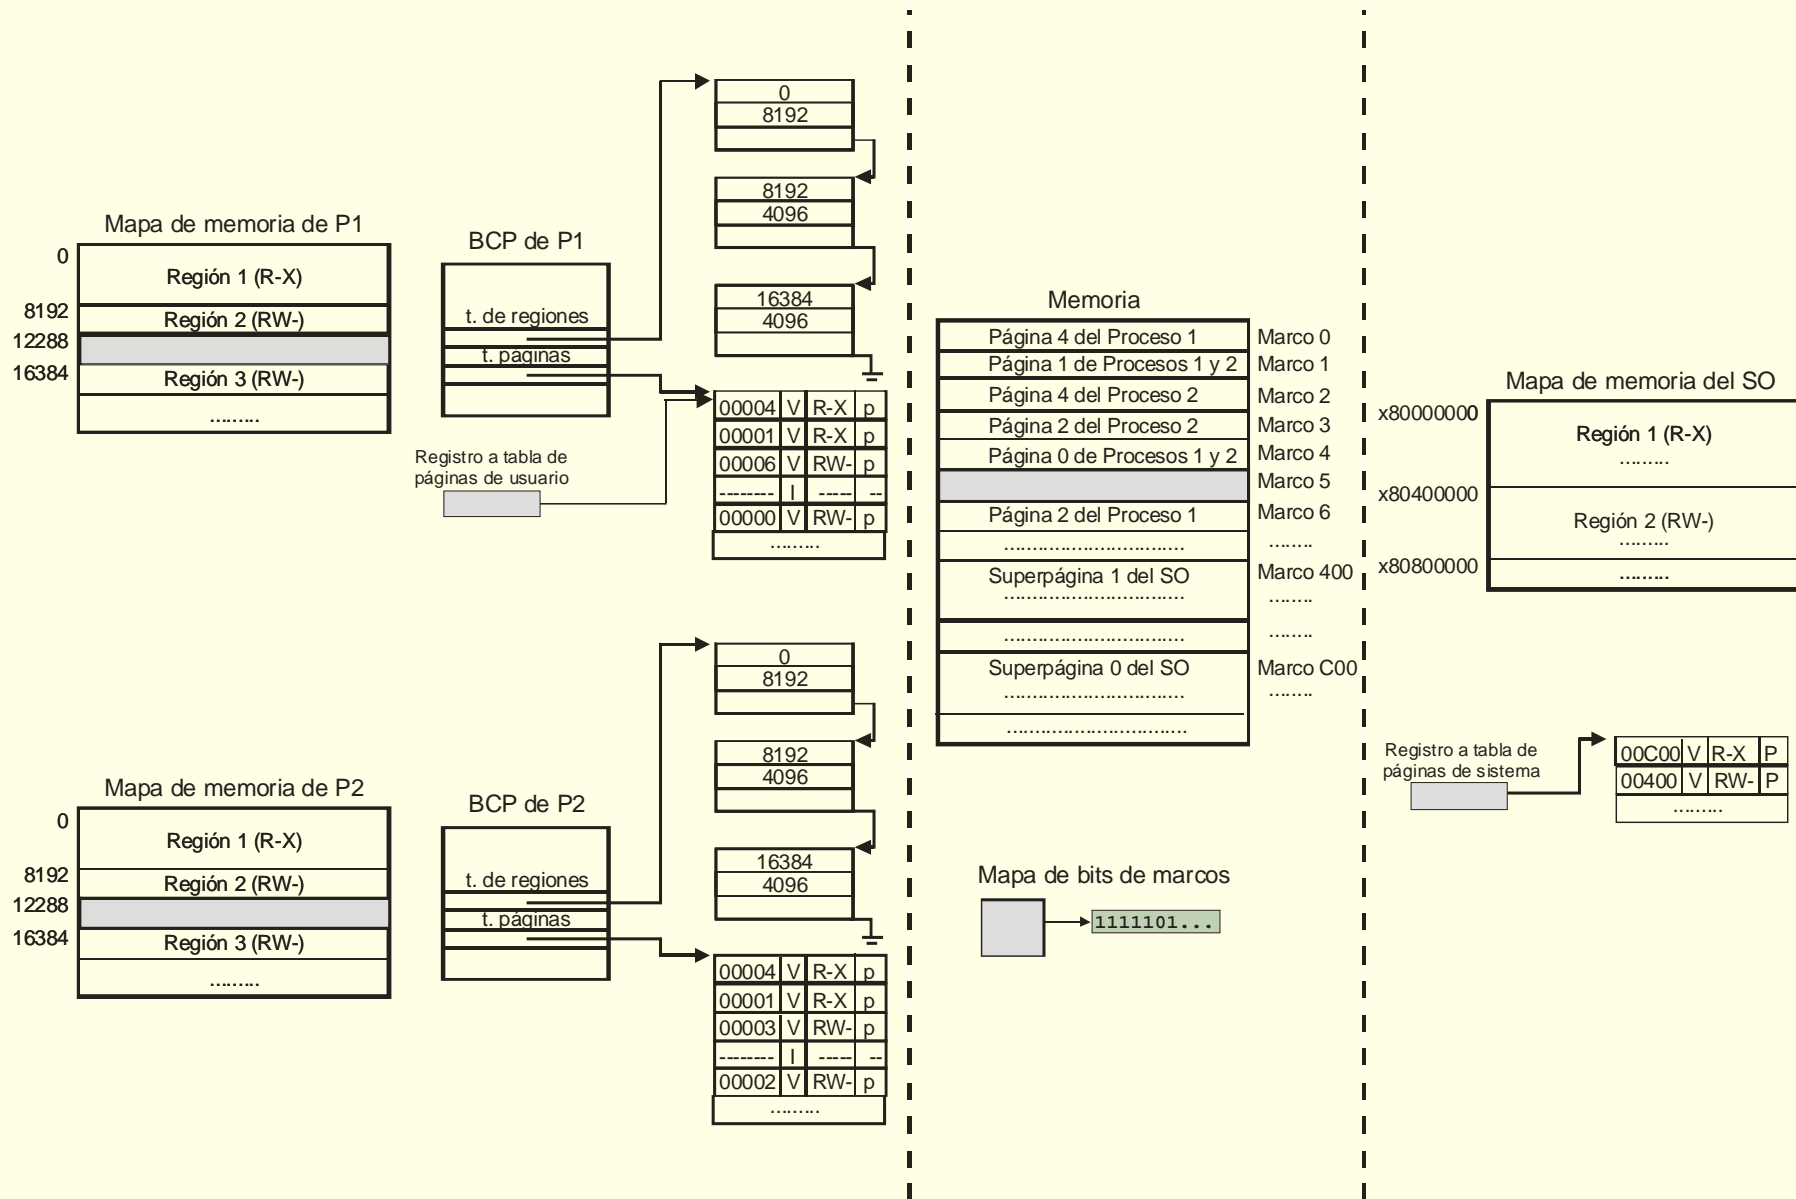 0
8192
8192
4096
16384
4096
Mapa de memoria de P1
0
Región 1 (R-X)
8192
Región 2 (RW-)
12288
16384
Región 3 (RW-)
.........
BCP de P1
t. de regiones
t. páginas
Registro a tabla de
páginas de usuario
00004 V R-X p
00001 V R-X p
00006 V RW- p
-------- I ----- --
00000 V RW- p
.........
Mapa de memoria de P2
0
Región 1 (R-X)
8192
Región 2 (RW-)
12288
16384
Región 3 (RW-)
.........
BCP de P2
t. de regiones
t. páginas
0
8192
8192
4096
16384
4096
00004 V R-X p
00001 V R-X p
00003 V RW- p
-------- I ----- --
00002 V RW- p
.........
Memoria
Página 4 del Proceso 1 Marco 0
Página 1 de Procesos 1 y 2 Marco 1
Página 4 del Proceso 2 Marco 2
Página 2 del Proceso 2 Marco 3
Página 0 de Procesos 1 y 2 Marco 4
Marco 5
Página 2 del Proceso 1 Marco 6
................................. ........
Superpágina 1 del SO Marco 400
................................. ........
................................. ........
Superpágina 0 del SO Marco C00
................................. ........
.................................
Mapa de bits de marcos
1111101...
Mapa de memoria del SO
x80000000
Región 1 (R-X)
.........
x80400000
Región 2 (RW-)
.........
x80800000
.........
Registro a tabla de
páginas de sistema
00C00 V R-X P
00400 V RW- P
.........